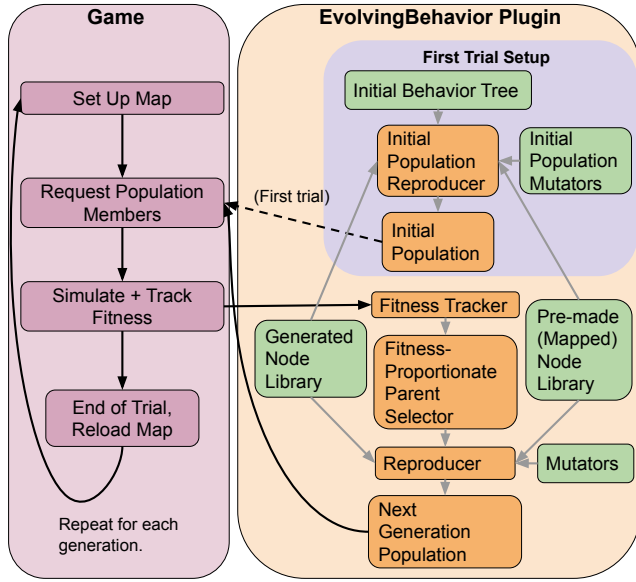 Game
Set Up Map
Request Population
Members
Simulate + Track
Fitness
End of Trial,
Reload Map
Repeat for each
generation.
(First trial)
EvolvingBehavior Plugin
First Trial Setup
Initial Behavior Tree
Initial
Population
Reproducer
Initial
Population
Mutators
Initial
Population
Fitness Tracker
Generated
Node
Library
Fitness-
Proportionate
Parent
Selector
Pre-made
(Mapped)
Node
Library
Reproducer
Mutators
Next
Generation
Population